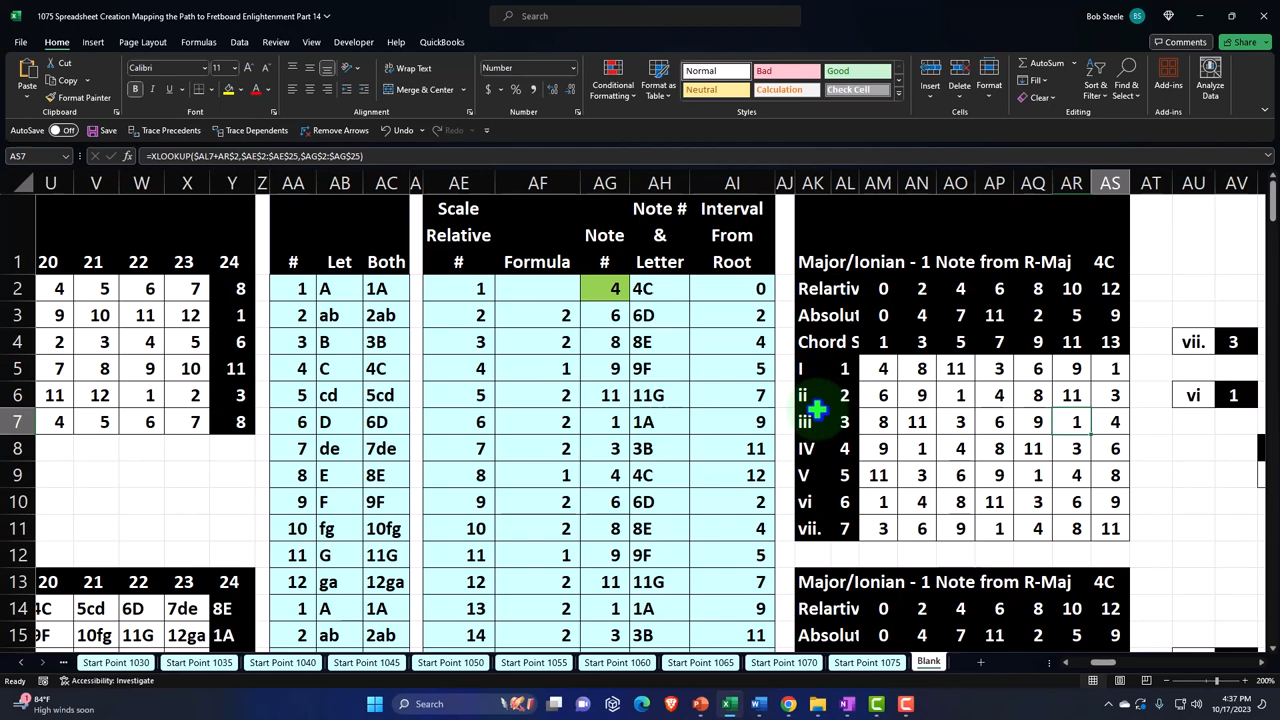 1075 Spreadsheet Creation Mapping the Path to Fretboard Enlightenment Part 14
Search
Bob Steele BS
File Home Insert Page Layout Formulas Data Review View Developer Automate Help QuickBooks
Comments Share
Paste Cut Copy Format Painter Clipboard
Calibri 11 Font
Wrap Text Merge & Center Alignment
Number Number
Conditional Formatting Format as Table
Normal Bad Good Neutral Calculation Check Cell Styles
Insert Delete Format Cells
AutoSum Fill Clear Sort & Filter Find & Select Editing
Add-ins Add-ins
Analyze Data
AutoSave Off Save Trace Precedents Trace Dependents Remove Arrows Undo Redo
AS7 =XLOOKUP($AL7+AR$2,$AE$2:$AE$25,$AG$2:$AG$25)
U V W X Y Z AA AB AC A AE AF AG AH AI AJ AK AL AM AN AO AP AQ AR AS AT AU AV
Scale Note # Interval
Relative Note & From
1 20 21 22 23 24 # Let Both # Formula # Letter Root Major/Ionian - 1 Note from R-Maj 4C
2 4 5 6 7 8 1 A 1A 1 4 4C 0 Relartiv 0 2 4 6 8 10 12
3 9 10 11 12 1 2 ab 2ab 2 2 6 6D 2 Absolut 0 4 7 11 2 5 9
4 2 3 4 5 6 3 B 3B 3 2 8 8E 4 Chord S 1 3 5 7 9 11 13 vii. 3
5 7 8 9 10 11 4 C 4C 4 1 9 9F 5 I 1 4 8 11 3 6 9 1
6 11 12 1 2 3 5 cd 5cd 5 2 11 11G 7 ii 2 6 9 1 4 8 11 3 vi 1
7 4 5 6 7 8 6 D 6D 6 2 1 1A 9 iii 3 8 11 3 6 9 1 4
8 7 de 7de 7 2 3 3B 11 IV 4 9 1 4 8 11 3 6
9 8 E 8E 8 1 4 4C 12 V 5 11 3 6 9 1 4 8
10 9 F 9F 9 2 6 6D 2 vi 6 1 4 8 11 3 6 9
11 10 fg 10fg 10 2 8 8E 4 vii. 7 3 6 9 1 4 8 11
12 11 G 11G 11 1 9 9F 5
13 20 21 22 23 24 12 ga 12ga 12 2 11 11G 7 Major/Ionian - 1 Note from R-Maj 4C
14 4C 5cd 6D 7de 8E 1 A 1A 13 2 1 1A 9 Relartiv 0 2 4 6 8 10 12
15 9F 10fg 11G 12ga 1A 2 ab 2ab 14 2 3 3B 11 Absolut 0 4 7 11 2 5 9
Start Point 1030 Start Point 1035 Start Point 1040 Start Point 1045 Start Point 1050 Start Point 1055 Start Point 1060 Start Point 1065 Start Point 1070 Start Point 1075 Blank
Ready Accessibility: Investigate 200%
84°F
High winds soon
Search
4:37 PM
10/17/2023